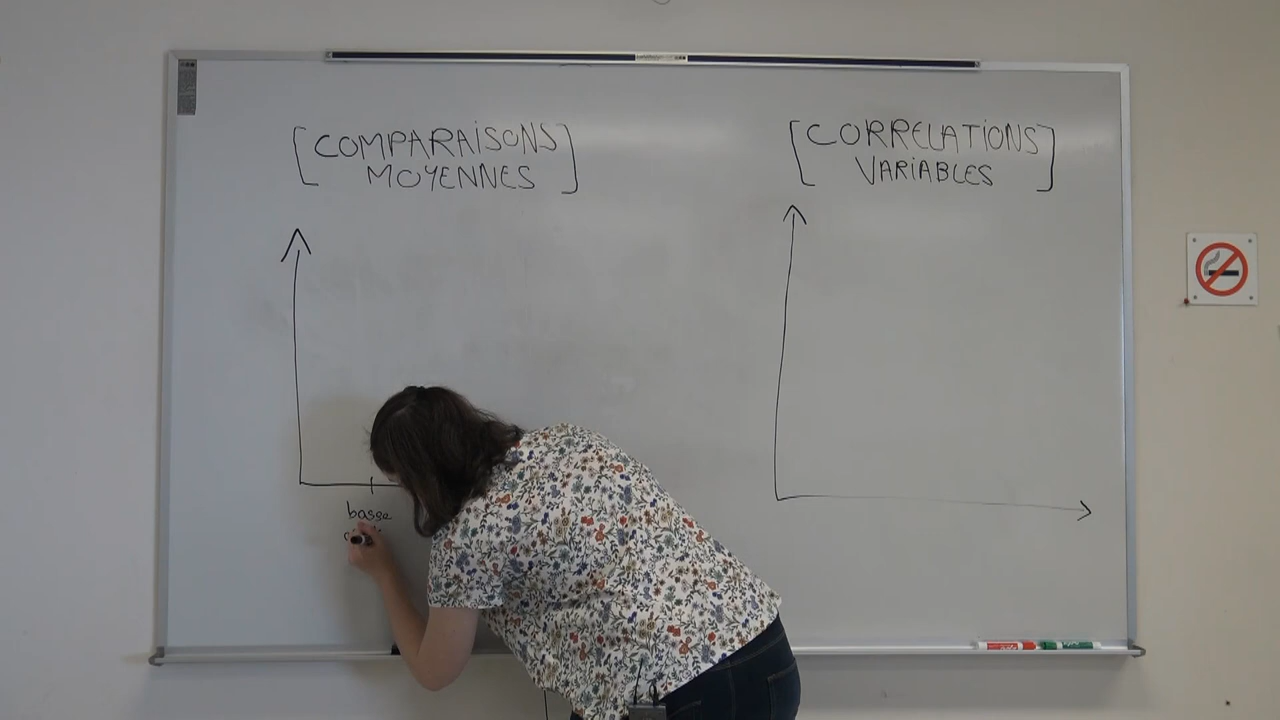 [COMPARAISONS
MOYENNES]
[CORRELATIONS
VARIABLES]
basse